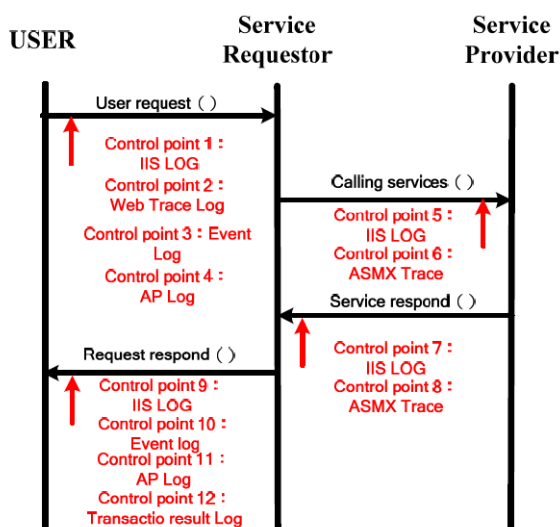 USER
Service
Requestor
Service
Provider
User request ( )
Control point 1：
IIS LOG
Control point 2：
Web Trace Log
Control point 3：Event
Log
Control point 4：
AP Log
Calling services ( )
Control point 5：
IIS LOG
Control point 6：
ASMX Trace
Service respond ( )
Control point 7：
IIS LOG
Control point 8：
ASMX Trace
Request respond ( )
Control point 9：
IIS LOG
Control point 10：
Event log
Control point 11：
AP Log
Control point 12：
Transactio result Log